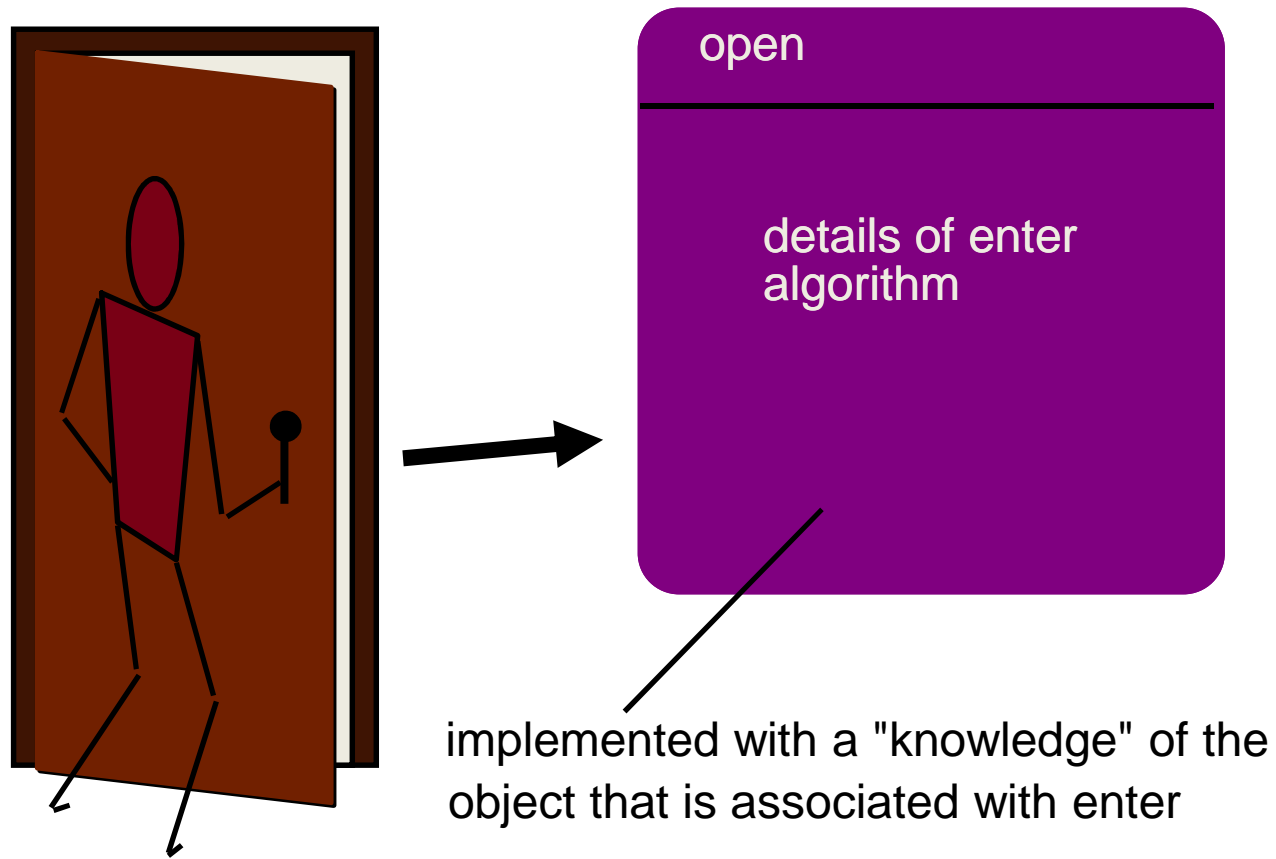 open
details of enter
algorithm
implemented with a "knowledge" of the
object that is associated with enter